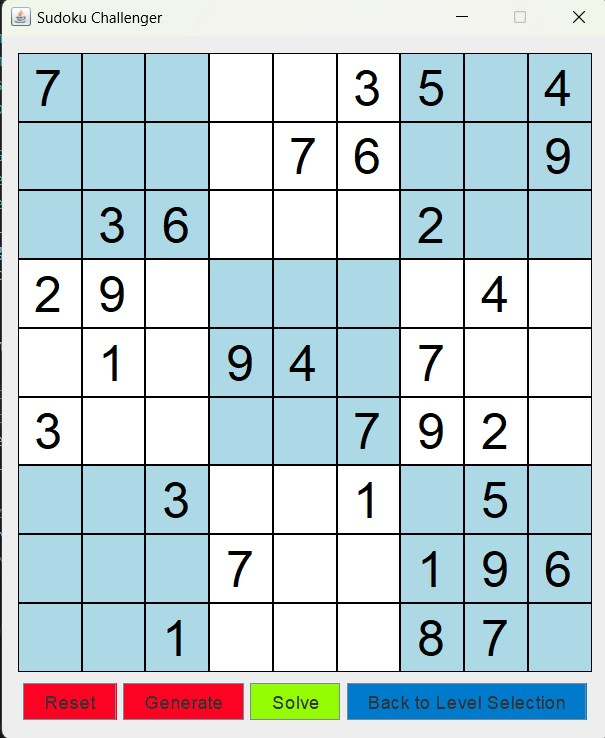 Sudoku Challenger
7 3 5 4
7 6 9
3 6 2
2 9 4
1 9 4 7
3 7 9 2
3 1 5
7 1 9 6
1 8 7
Reset Generate Solve Back to Level Selection